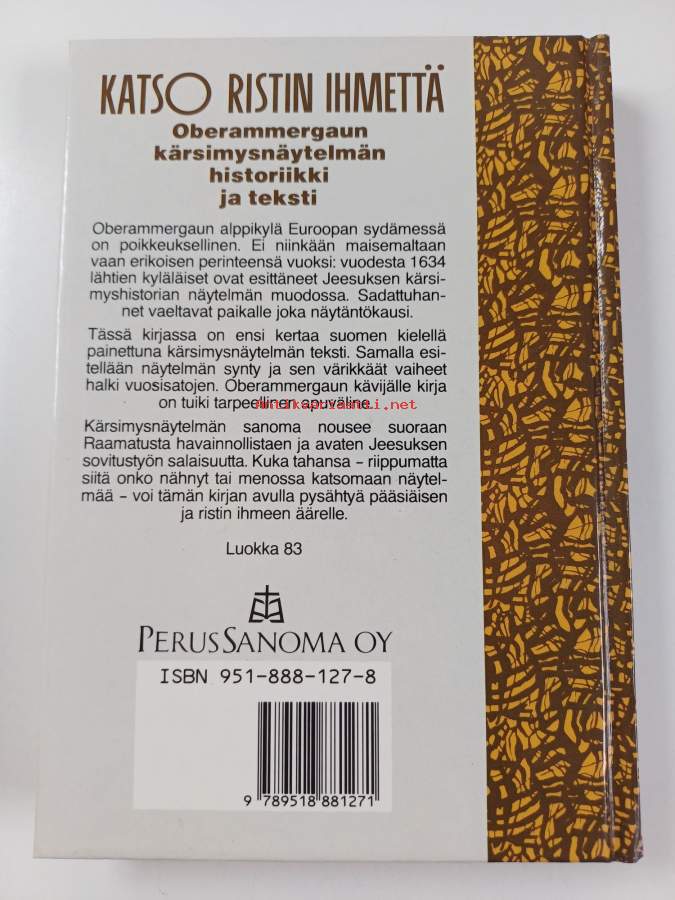 KATSO RISTIN IHMETTÄ
Oberammergaun
kärsimysnäytelmän
historiikki
ja teksti
Oberammergaun alppikylä Euroopan sydämessä
on poikkeuksellinen. Ei niinkään maisemaltaan
vaan erikoisen perinteensä vuoksi: vuodesta 1634
lähtien kyläläiset ovat esittäneet Jeesuksen kärsi-
myshistorian näytelmän muodossa. Sadattuhan-
net vaeltavat paikalle joka näytäntökausi.
Tässä kirjassa on ensi kertaa suomen kielellä
painettuna kärsimysnäytelmän teksti. Samalla esi-
tellään näytelmän synty ja sen värikkäät vaiheet
halki vuosisatojen. Oberammergaun kävijälle kirja
on tuiki tarpeellinen apuväline.
antikvariaatti.net
Kärsimysnäytelmän sanoma nousee suoraan
Raamatusta havainnollistaen ja avaten Jeesuksen
sovitustyön salaisuutta. Kuka tahansa – riippumatta
siitä onko nähnyt tai menossa katsomaan näytel-
mää – voi tämän kirjan avulla pysähtyä pääsiäisen
ja ristin ihmeen äärelle.
Luokka 83
PERUSSANOMA OY
ISBN 951-888-127-8
9 789518 881271